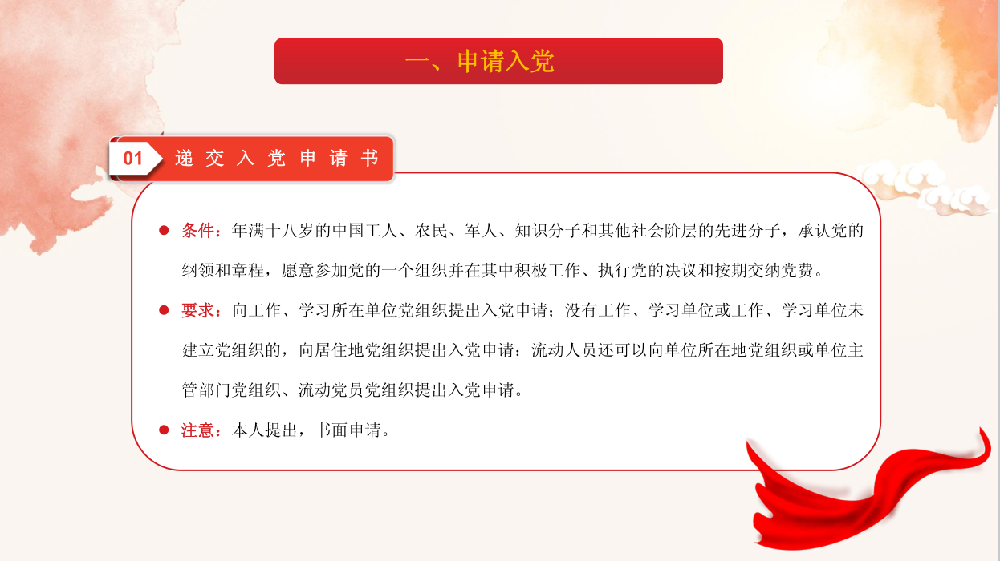 一、申请入党
01 递交入党申请书
条件：年满十八岁的中国工人、农民、军人、知识分子和其他社会阶层的先进分子，承认党的
纲领和章程，愿意参加党的一个组织并在其中积极工作、执行党的决议和按期交纳党费。
要求：向工作、学习所在单位党组织提出入党申请；没有工作、学习单位或工作、学习单位未
建立党组织的，向居住地党组织提出入党申请；流动人员还可以向单位所在地党组织或单位主
管部门党组织、流动党员党组织提出入党申请。
注意：本人提出，书面申请。